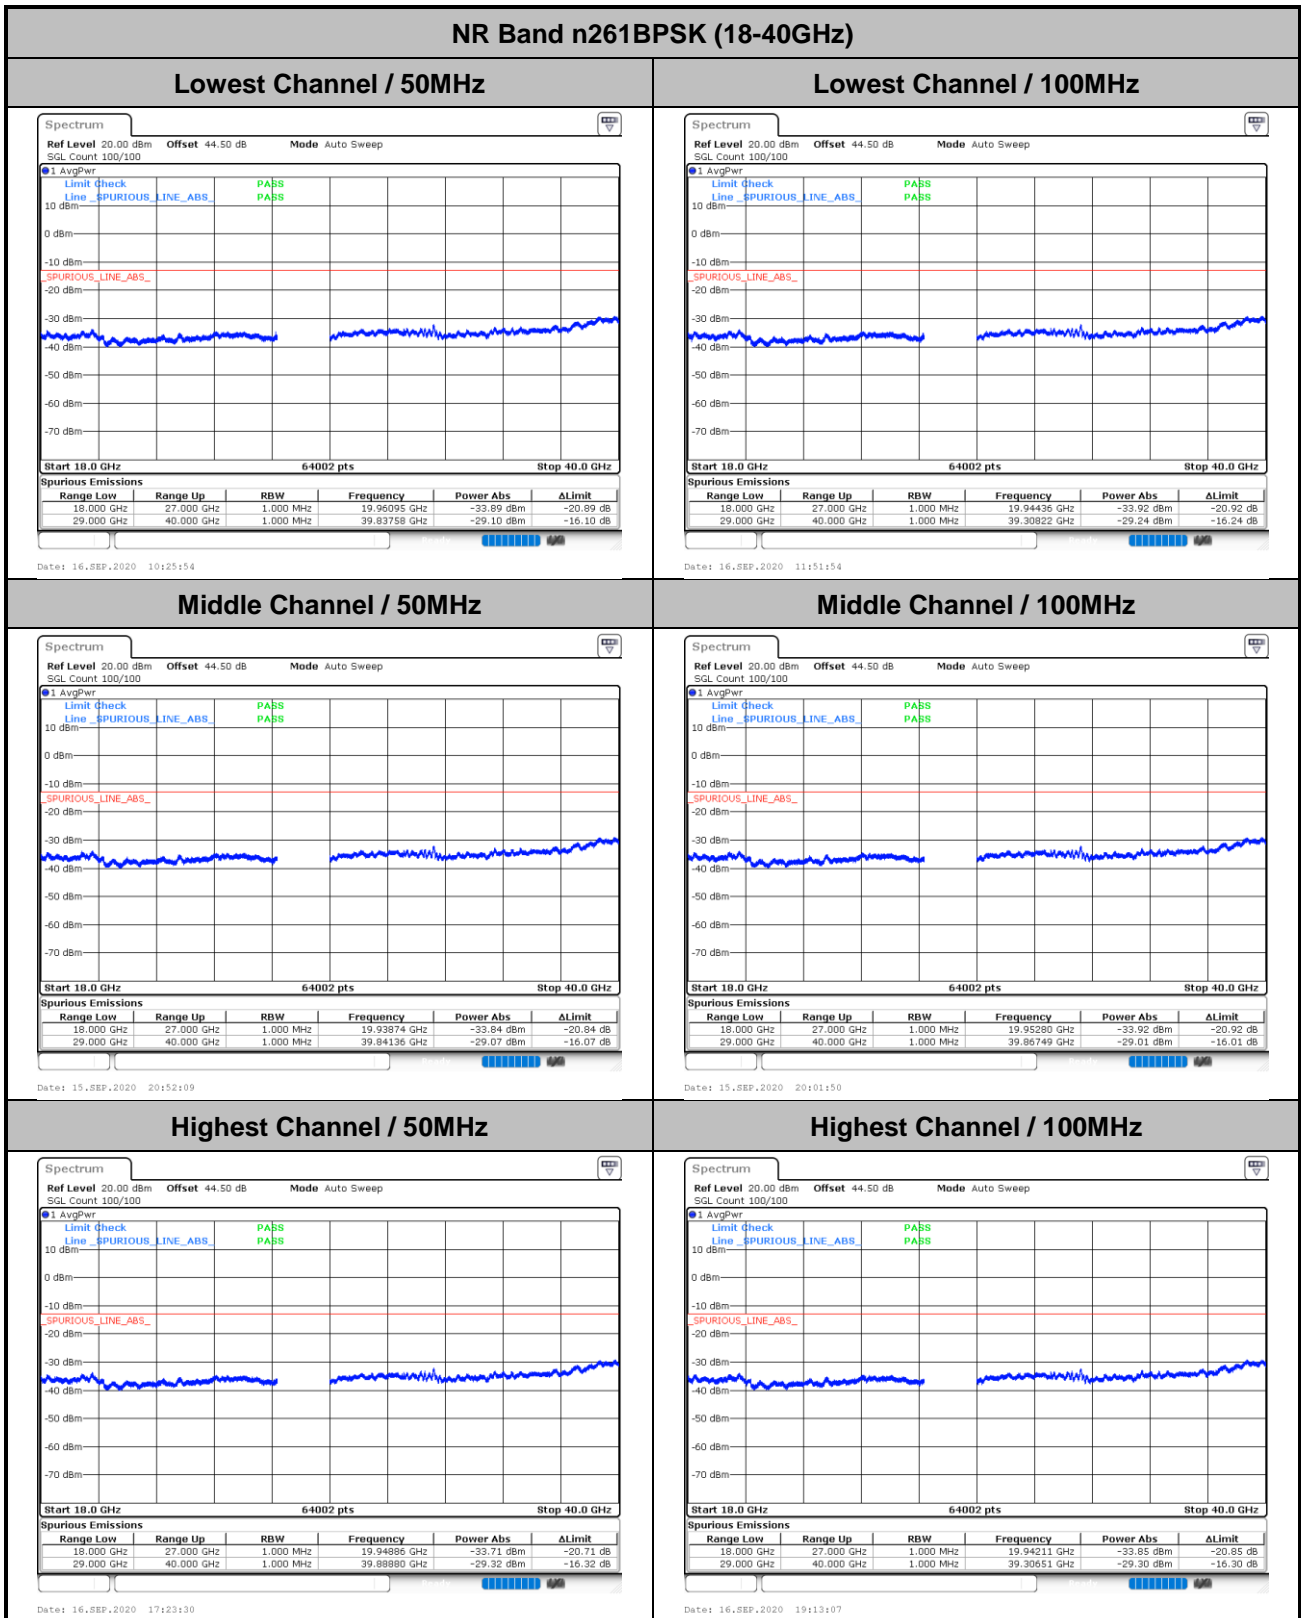 NR Band n261BPSK (18-40GHz)
Lowest Channel / 50MHz
Lowest Channel / 100MHz
Spectrum
Ref Level 20.00 dBm Offset 44.50 dB Mode Auto Sweep
SGL Count 100/100
1 AvgPwr
Limit Check PASS
Line _SPURIOUS_LINE_ABS_ PASS
10 dBm
0 dBm
-10 dBm
_SPURIOUS_LINE_ABS_
-20 dBm
-30 dBm
-40 dBm
-50 dBm
-60 dBm
-70 dBm
Start 18.0 GHz 64002 pts Stop 40.0 GHz
Spurious Emissions
Range Low Range Up RBW Frequency Power Abs ΔLimit
18.000 GHz 27.000 GHz 1.000 MHz 19.96095 GHz -33.89 dBm -20.89 dB
29.000 GHz 40.000 GHz 1.000 MHz 39.83758 GHz -29.10 dBm -16.10 dB
Date: 16.SEP.2020 10:25:54
Spectrum
Ref Level 20.00 dBm Offset 44.50 dB Mode Auto Sweep
SGL Count 100/100
1 AvgPwr
Limit Check PASS
Line _SPURIOUS_LINE_ABS_ PASS
10 dBm
0 dBm
-10 dBm
_SPURIOUS_LINE_ABS_
-20 dBm
-30 dBm
-40 dBm
-50 dBm
-60 dBm
-70 dBm
Start 18.0 GHz 64002 pts Stop 40.0 GHz
Spurious Emissions
Range Low Range Up RBW Frequency Power Abs ΔLimit
18.000 GHz 27.000 GHz 1.000 MHz 19.94436 GHz -33.92 dBm -20.92 dB
29.000 GHz 40.000 GHz 1.000 MHz 39.30822 GHz -29.24 dBm -16.24 dB
Date: 16.SEP.2020 11:51:54
Middle Channel / 50MHz
Middle Channel / 100MHz
Spectrum
Ref Level 20.00 dBm Offset 44.50 dB Mode Auto Sweep
SGL Count 100/100
1 AvgPwr
Limit Check PASS
Line _SPURIOUS_LINE_ABS_ PASS
10 dBm
0 dBm
-10 dBm
_SPURIOUS_LINE_ABS_
-20 dBm
-30 dBm
-40 dBm
-50 dBm
-60 dBm
-70 dBm
Start 18.0 GHz 64002 pts Stop 40.0 GHz
Spurious Emissions
Range Low Range Up RBW Frequency Power Abs ΔLimit
18.000 GHz 27.000 GHz 1.000 MHz 19.93874 GHz -33.84 dBm -20.84 dB
29.000 GHz 40.000 GHz 1.000 MHz 39.84136 GHz -29.07 dBm -16.07 dB
Date: 15.SEP.2020 20:52:09
Spectrum
Ref Level 20.00 dBm Offset 44.50 dB Mode Auto Sweep
SGL Count 100/100
1 AvgPwr
Limit Check PASS
Line _SPURIOUS_LINE_ABS_ PASS
10 dBm
0 dBm
-10 dBm
_SPURIOUS_LINE_ABS_
-20 dBm
-30 dBm
-40 dBm
-50 dBm
-60 dBm
-70 dBm
Start 18.0 GHz 64002 pts Stop 40.0 GHz
Spurious Emissions
Range Low Range Up RBW Frequency Power Abs ΔLimit
18.000 GHz 27.000 GHz 1.000 MHz 19.95280 GHz -33.92 dBm -20.92 dB
29.000 GHz 40.000 GHz 1.000 MHz 39.86749 GHz -29.01 dBm -16.01 dB
Date: 15.SEP.2020 20:01:50
Highest Channel / 50MHz
Highest Channel / 100MHz
Spectrum
Ref Level 20.00 dBm Offset 44.50 dB Mode Auto Sweep
SGL Count 100/100
1 AvgPwr
Limit Check PASS
Line _SPURIOUS_LINE_ABS_ PASS
10 dBm
0 dBm
-10 dBm
_SPURIOUS_LINE_ABS_
-20 dBm
-30 dBm
-40 dBm
-50 dBm
-60 dBm
-70 dBm
Start 18.0 GHz 64002 pts Stop 40.0 GHz
Spurious Emissions
Range Low Range Up RBW Frequency Power Abs ΔLimit
18.000 GHz 27.000 GHz 1.000 MHz 19.94886 GHz -33.71 dBm -20.71 dB
29.000 GHz 40.000 GHz 1.000 MHz 39.88880 GHz -29.32 dBm -16.32 dB
Date: 16.SEP.2020 17:23:30
Spectrum
Ref Level 20.00 dBm Offset 44.50 dB Mode Auto Sweep
SGL Count 100/100
1 AvgPwr
Limit Check PASS
Line _SPURIOUS_LINE_ABS_ PASS
10 dBm
0 dBm
-10 dBm
_SPURIOUS_LINE_ABS_
-20 dBm
-30 dBm
-40 dBm
-50 dBm
-60 dBm
-70 dBm
Start 18.0 GHz 64002 pts Stop 40.0 GHz
Spurious Emissions
Range Low Range Up RBW Frequency Power Abs ΔLimit
18.000 GHz 27.000 GHz 1.000 MHz 19.94211 GHz -33.85 dBm -20.85 dB
29.000 GHz 40.000 GHz 1.000 MHz 39.30651 GHz -29.30 dBm -16.30 dB
Date: 16.SEP.2020 19:13:07